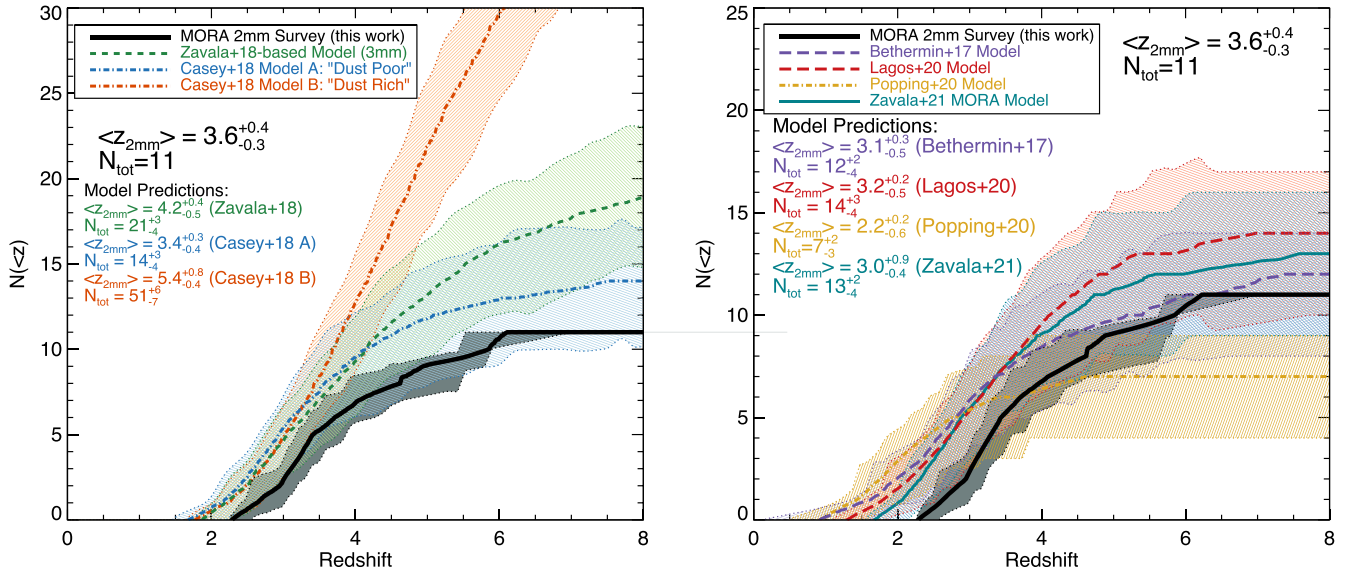 MORA 2mm Survey (this work)
Zavala+18-based Model (3mm)
Casey+18 Model A: "Dust Poor"
Casey+18 Model B: "Dust Rich"
<z2mm> = 3.6+0.4-0.3
Ntot=11
Model Predictions:
<z2mm> = 4.2+0.4-0.5 (Zavala+18)
Ntot = 21+3-4
<z2mm> = 3.4+0.3-0.4 (Casey+18 A)
Ntot = 14+3-4
<z2mm> = 5.4+0.8-0.4 (Casey+18 B)
Ntot = 51+6-7
30
25
20
15
10
5
0
N(<z)
0 2 4 6 8
Redshift
MORA 2mm Survey (this work)
Bethermin+17 Model
Lagos+20 Model
Popping+20 Model
Zavala+21 MORA Model
<z2mm> = 3.6+0.4-0.3
Ntot=11
Model Predictions:
<z2mm> = 3.1+0.3-0.5 (Bethermin+17)
Ntot = 12+2-4
<z2mm> = 3.2+0.2-0.5 (Lagos+20)
Ntot = 14+3-4
<z2mm> = 2.2+0.2-0.6 (Popping+20)
Ntot=7+2-3
<z2mm> = 3.0+0.9-0.4 (Zavala+21)
Ntot = 13+2-4
25
20
15
10
5
0
N(<z)
0 2 4 6 8
Redshift